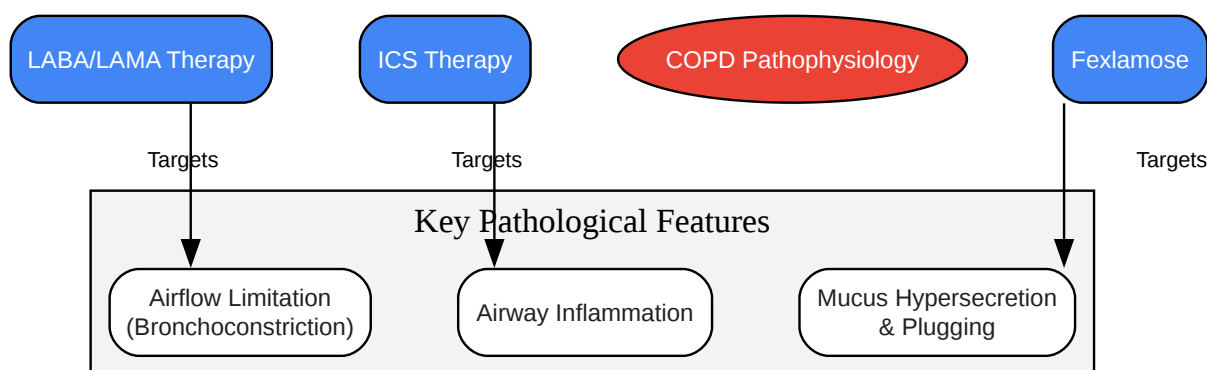 LABA/LAMA Therapy
ICS Therapy
COPD Pathophysiology
Fexlamose
Targets
Targets
Targets
Key Pathological Features
Airflow Limitation
(Bronchoconstriction)
Airway Inflammation
Mucus Hypersecretion
& Plugging